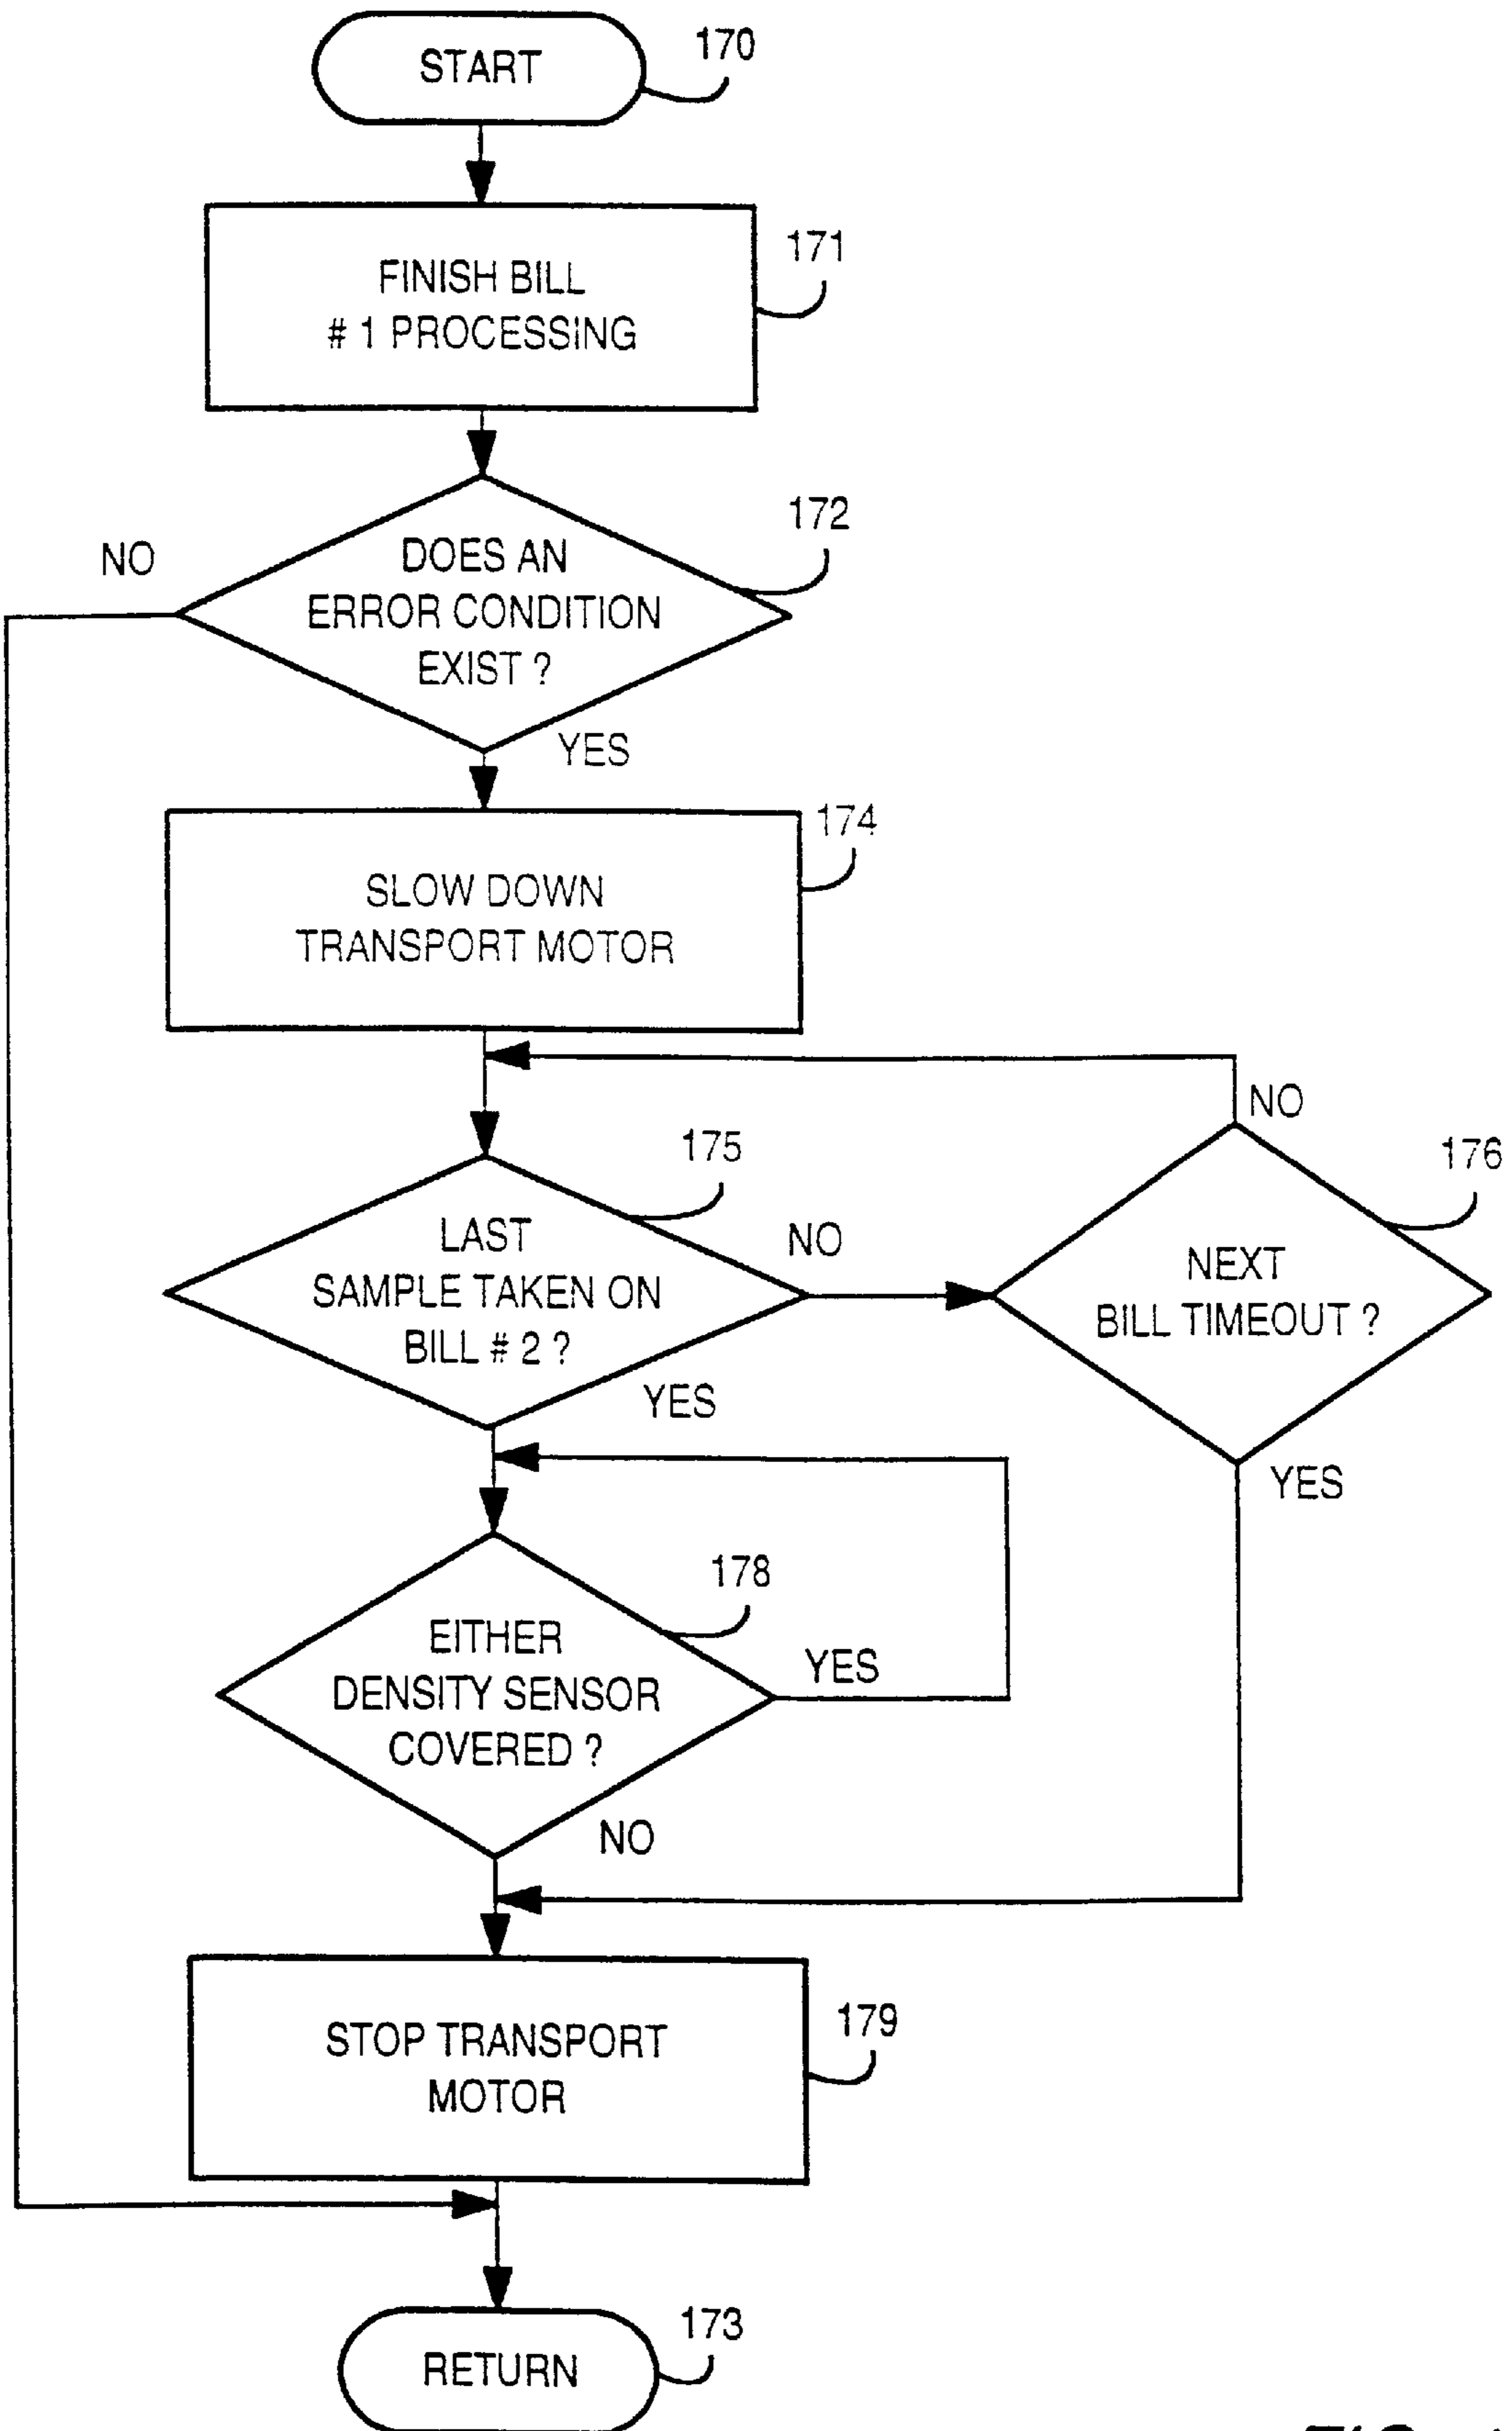 START
170
FINISH BILL
# 1 PROCESSING
171
DOES AN
ERROR CONDITION
EXIST ?
172
NO
YES
SLOW DOWN
TRANSPORT MOTOR
174
LAST
SAMPLE TAKEN ON
BILL # 2 ?
175
NO
YES
NEXT
BILL TIMEOUT ?
176
NO
YES
EITHER
DENSITY SENSOR
COVERED ?
178
YES
NO
STOP TRANSPORT
MOTOR
179
RETURN
173